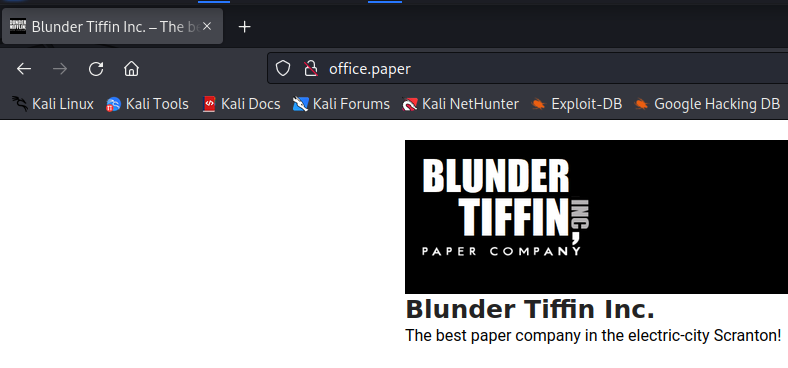 Blunder Tiffin Inc. – The be
office.paper
Kali Linux Kali Tools Kali Docs Kali Forums Kali NetHunter Exploit-DB Google Hacking DB
BLUNDER
TIFFIN, INC
PAPER COMPANY
Blunder Tiffin Inc.
The best paper company in the electric-city Scranton!